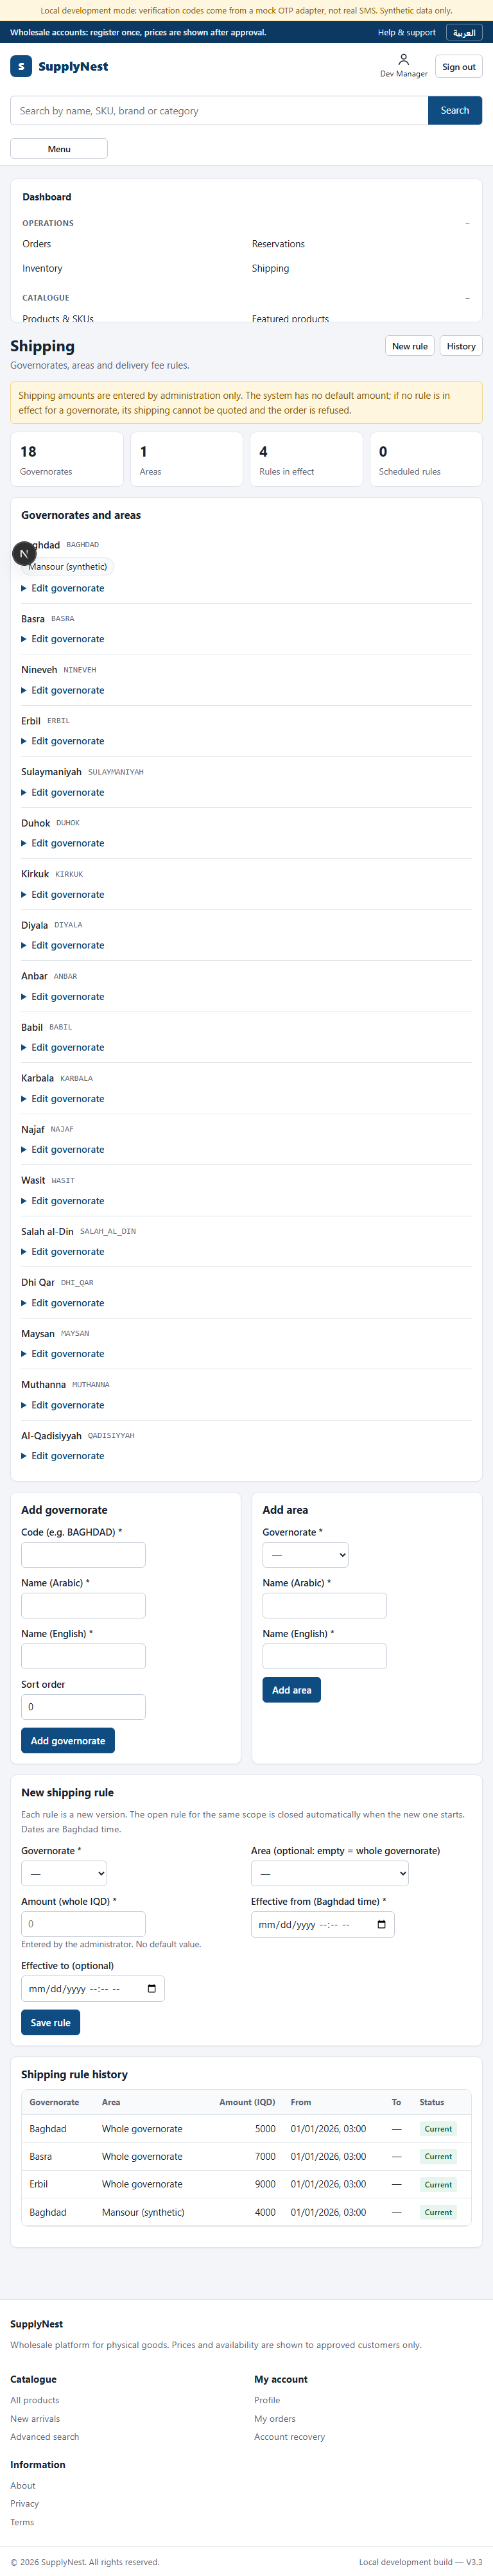 Local development mode: verification codes come from a mock OTP adapter, not real SMS. Synthetic data only.
Wholesale accounts: register once, prices are shown after approval.
Help & support
العربية
S
SupplyNest
Dev Manager
Sign out
Search by name, SKU, brand or category
Search
Menu
Dashboard
OPERATIONS
–
Orders
Reservations
Inventory
Shipping
CATALOGUE
–
Products & SKUs
Featured products
Shipping
New rule
History
Governorates, areas and delivery fee rules.
Shipping amounts are entered by administration only. The system has no default amount; if no rule is in
effect for a governorate, its shipping cannot be quoted and the order is refused.
18
Governorates
1
Areas
4
Rules in effect
0
Scheduled rules
Governorates and areas
N
ghdad BAGHDAD
Mansour (synthetic)
Edit governorate
Basra BASRA
Edit governorate
Nineveh NINEVEH
Edit governorate
Erbil ERBIL
Edit governorate
Sulaymaniyah SULAYMANIYAH
Edit governorate
Duhok DUHOK
Edit governorate
Kirkuk KIRKUK
Edit governorate
Diyala DIYALA
Edit governorate
Anbar ANBAR
Edit governorate
Babil BABIL
Edit governorate
Karbala KARBALA
Edit governorate
Najaf NAJAF
Edit governorate
Wasit WASIT
Edit governorate
Salah al-Din SALAH_AL_DIN
Edit governorate
Dhi Qar DHI_QAR
Edit governorate
Maysan MAYSAN
Edit governorate
Muthanna MUTHANNA
Edit governorate
Al-Qadisiyyah QADISIYYAH
Edit governorate
Add governorate
Code (e.g. BAGHDAD) *
Name (Arabic) *
Name (English) *
Sort order
0
Add governorate
Add area
Governorate *
—
Name (Arabic) *
Name (English) *
Add area
New shipping rule
Each rule is a new version. The open rule for the same scope is closed automatically when the new one starts.
Dates are Baghdad time.
Governorate *
—
Area (optional: empty = whole governorate)
—
Amount (whole IQD) *
0
Entered by the administrator. No default value.
Effective from (Baghdad time) *
mm/dd/yyyy --:-- --
Effective to (optional)
mm/dd/yyyy --:-- --
Save rule
Shipping rule history
Governorate Area Amount (IQD) From To Status
Baghdad Whole governorate 5000 01/01/2026, 03:00 — Current
Basra Whole governorate 7000 01/01/2026, 03:00 — Current
Erbil Whole governorate 9000 01/01/2026, 03:00 — Current
Baghdad Mansour (synthetic) 4000 01/01/2026, 03:00 — Current
SupplyNest
Wholesale platform for physical goods. Prices and availability are shown to approved customers only.
Catalogue
All products
New arrivals
Advanced search
My account
Profile
My orders
Account recovery
Information
About
Privacy
Terms
© 2026 SupplyNest. All rights reserved.
Local development build — V3.3